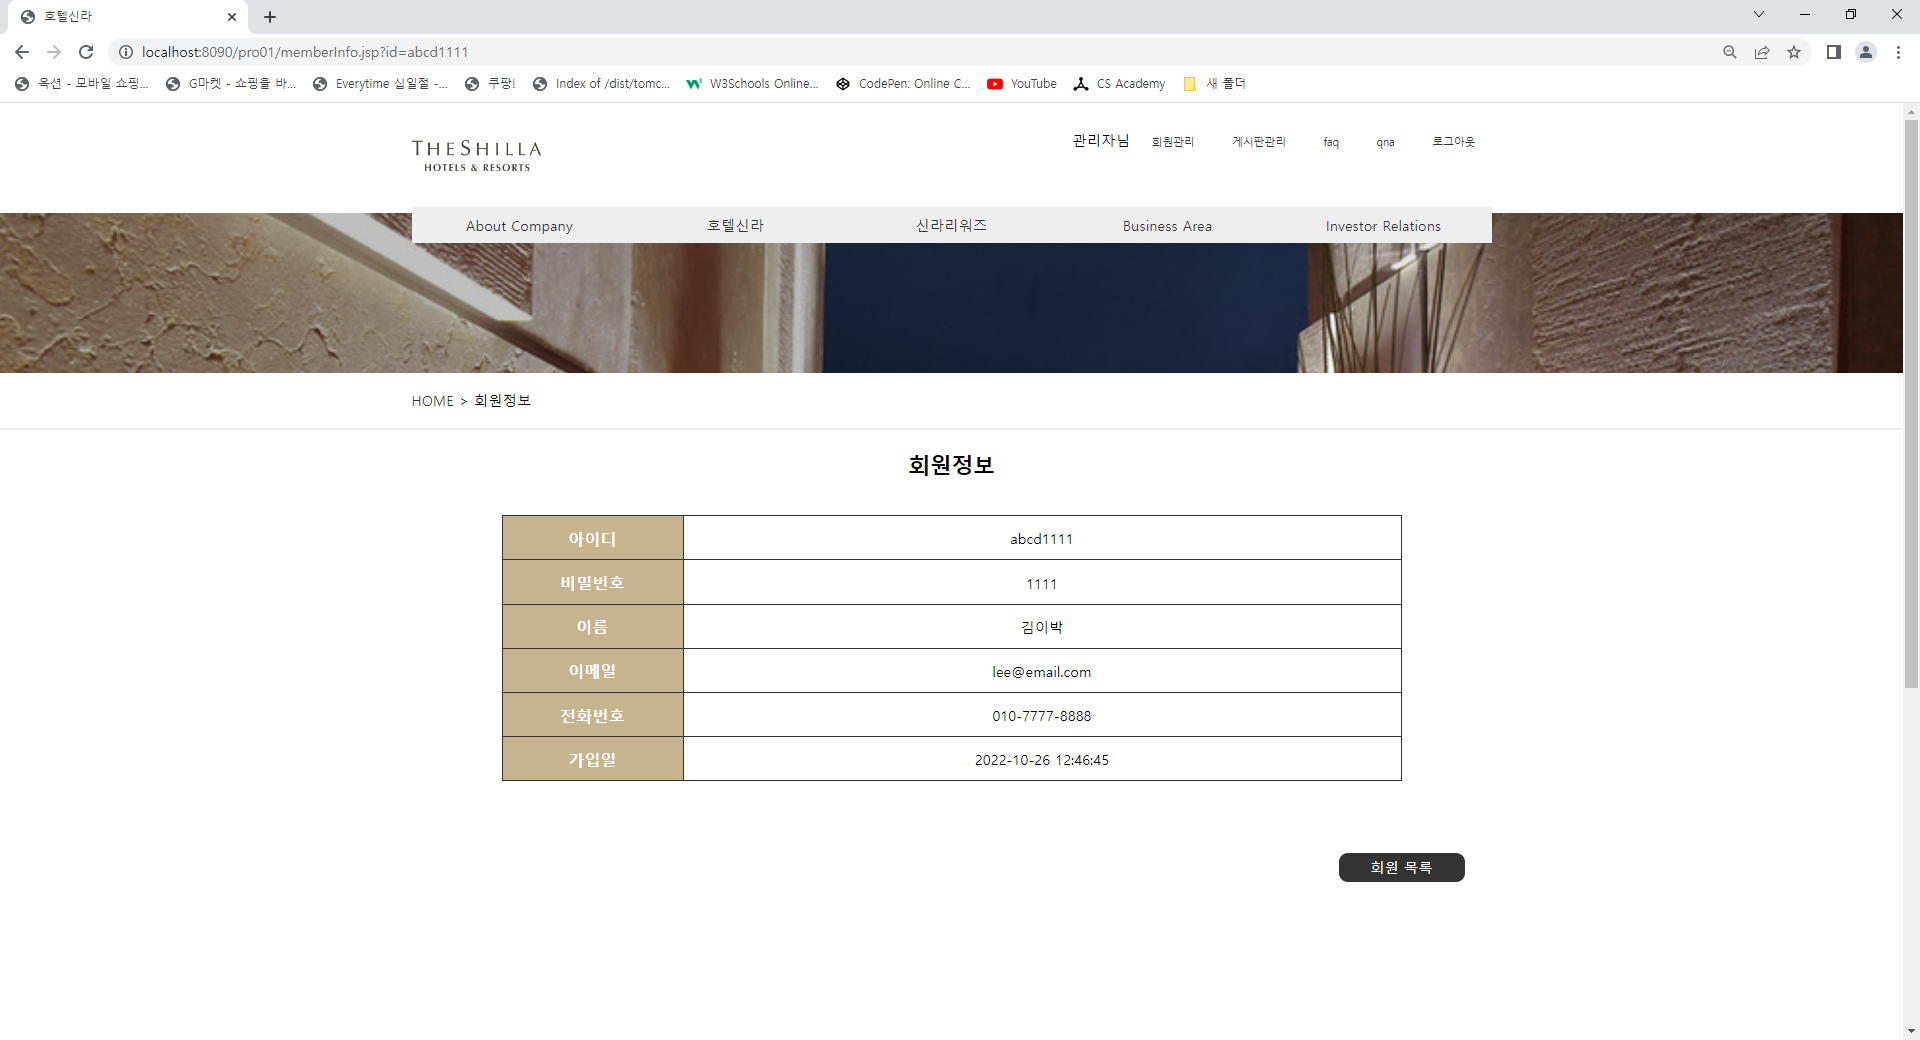 호텔신라
localhost:8090/pro01/memberInfo.jsp?id=abcd1111
옥션 - 모바일 쇼핑... G마켓 - 쇼핑을 바... Everytime 십일절 -... 쿠팡! Index of /dist/tomc... W3Schools Online... CodePen: Online C... YouTube CS Academy 새 폴더
THE SHILLA
HOTELS & RESORTS
관리자님 회원관리 게시판관리 faq qna 로그아웃
About Company 호텔신라 신라리워즈 Business Area Investor Relations
HOME > 회원정보
회원정보
아이디 abcd1111
비밀번호 1111
이름 김이박
이메일 lee@email.com
전화번호 010-7777-8888
가입일 2022-10-26 12:46:45
회원 목록